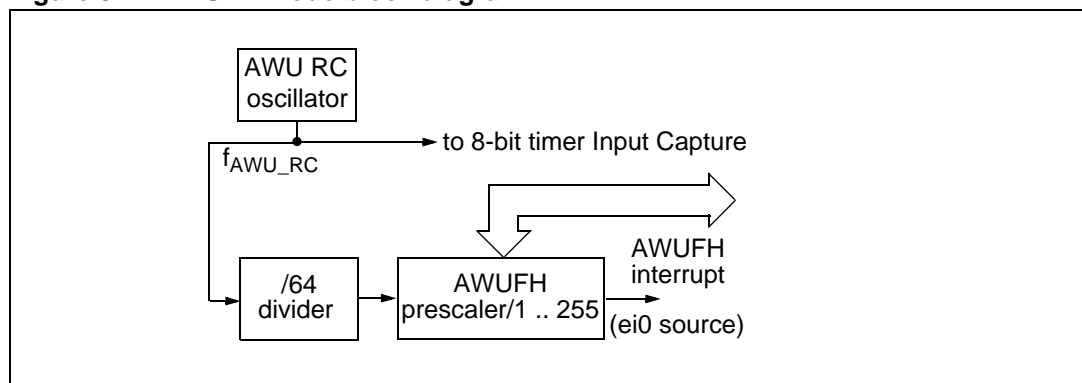 AWU RC
oscillator
to 8-bit timer Input Capture
fAWU_RC
AWUFH
interrupt
/64
divider
AWUFH
prescaler/1 .. 255
(ei0 source)